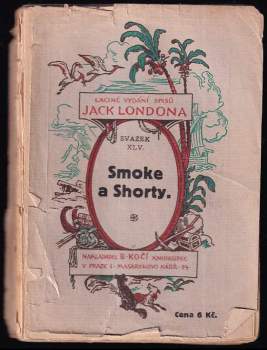 LACINÉ VYDÁNÍ SPISŮ
JACK LONDONA
SVAZEK
XLV.
Smoke
a Shorty.
NAKLADATEL B. KOČÍ KNIHKUPEC
V PRAZE I - MASARYKOVO NÁBŘ. 14
Cena 6 Kč.